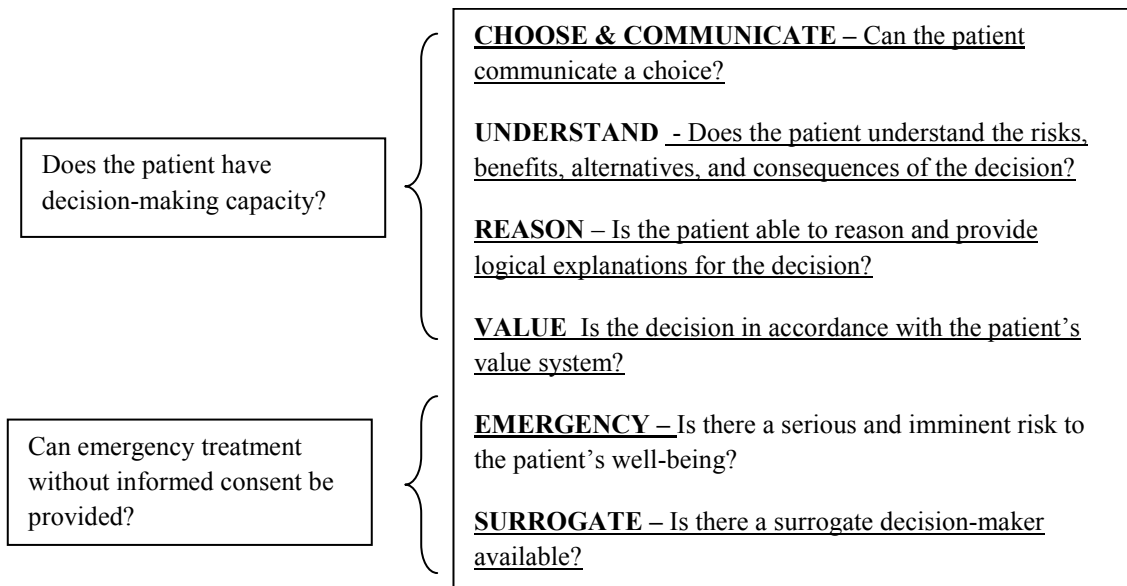 Does the patient have
decision-making capacity?
CHOOSE & COMMUNICATE – Can the patient
communicate a choice?
UNDERSTAND - Does the patient understand the risks,
benefits, alternatives, and consequences of the decision?
REASON – Is the patient able to reason and provide
logical explanations for the decision?
VALUE Is the decision in accordance with the patient’s
value system?
Can emergency treatment
without informed consent be
provided?
EMERGENCY – Is there a serious and imminent risk to
the patient’s well-being?
SURROGATE – Is there a surrogate decision-maker
available?